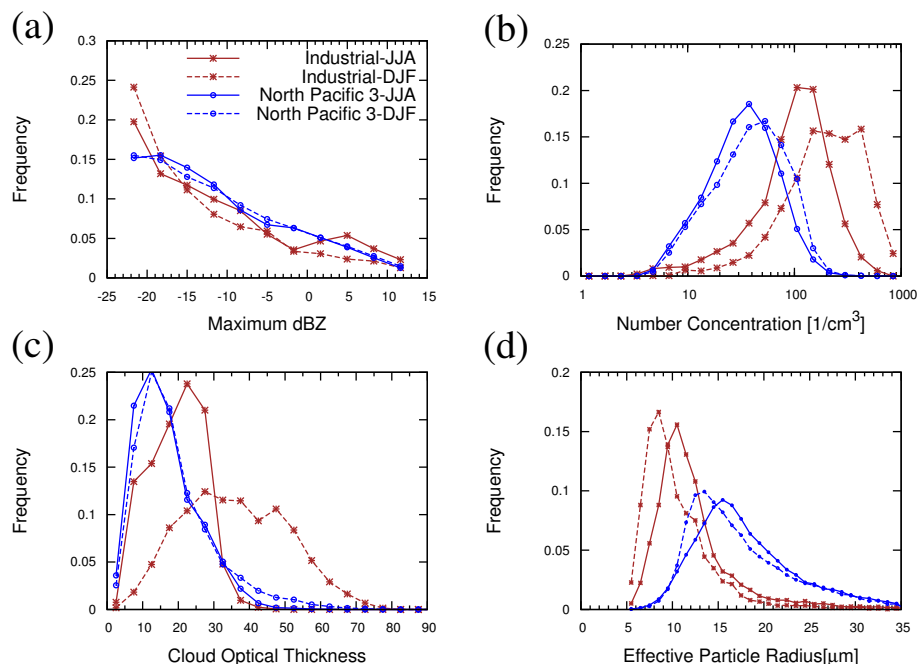 (a)
0.3
0.25
0.2
0.15
0.1
0.05
0
Frequency
Industrial-JJA
Industrial-DJF
North Pacific 3-JJA
North Pacific 3-DJF
-25 -20 -15 -10 -5 0 5 10 15
Maximum dBZ
(b)
0.25
0.2
0.15
0.1
0.05
0
Frequency
1 10 100 1000
Number Concentration [1/cm³]
(c)
0.25
0.2
0.15
0.1
0.05
0
Frequency
0 10 20 30 40 50 60 70 80 90
Cloud Optical Thickness
(d)
0.2
0.15
0.1
0.05
0
Frequency
0 5 10 15 20 25 30 35
Effective Particle Radius[μm]